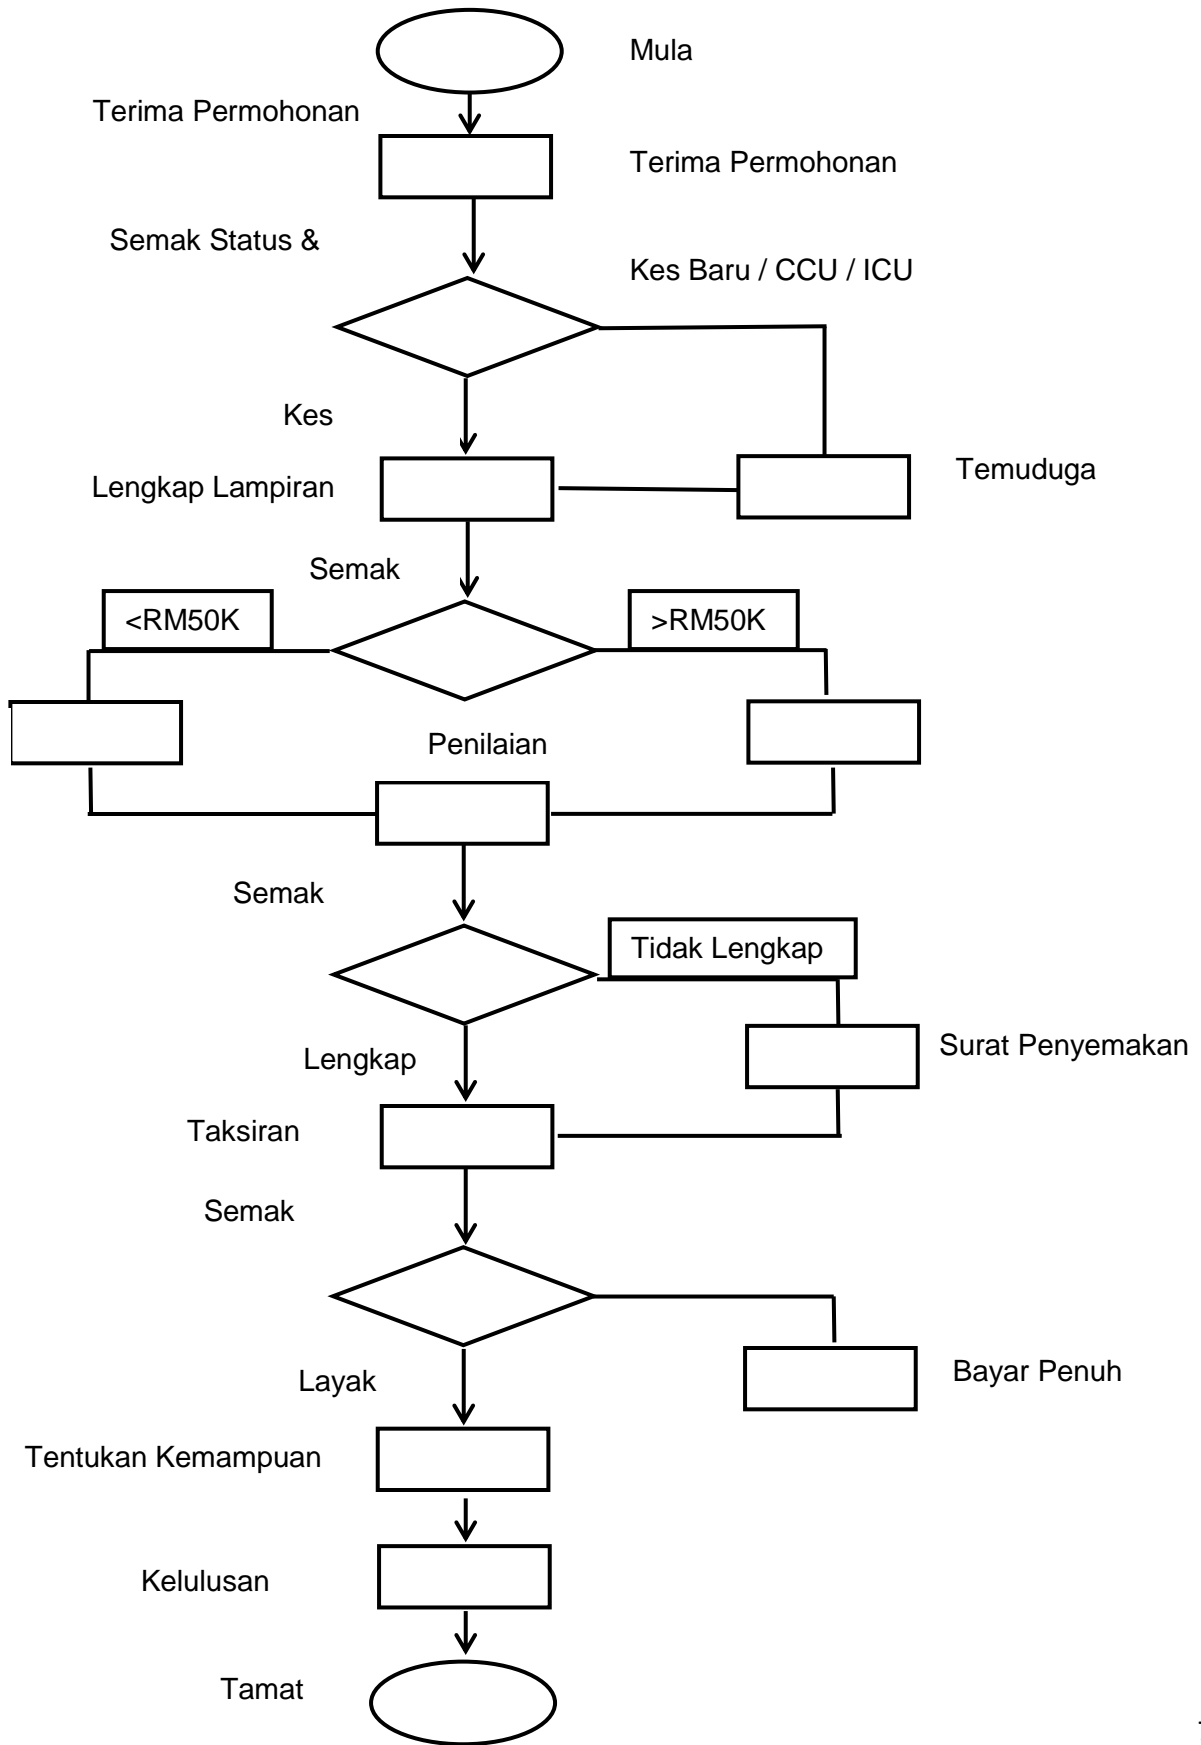 Mula
Terima Permohonan
Terima Permohonan
Semak Status &
Kes Baru / CCU / ICU
Kes
Lengkap Lampiran
Temuduga
Semak
<RM50K
>RM50K
Penilaian
Semak
Tidak Lengkap
Lengkap
Surat Penyemakan
Taksiran
Semak
Layak
Bayar Penuh
Tentukan Kemampuan
Kelulusan
Tamat